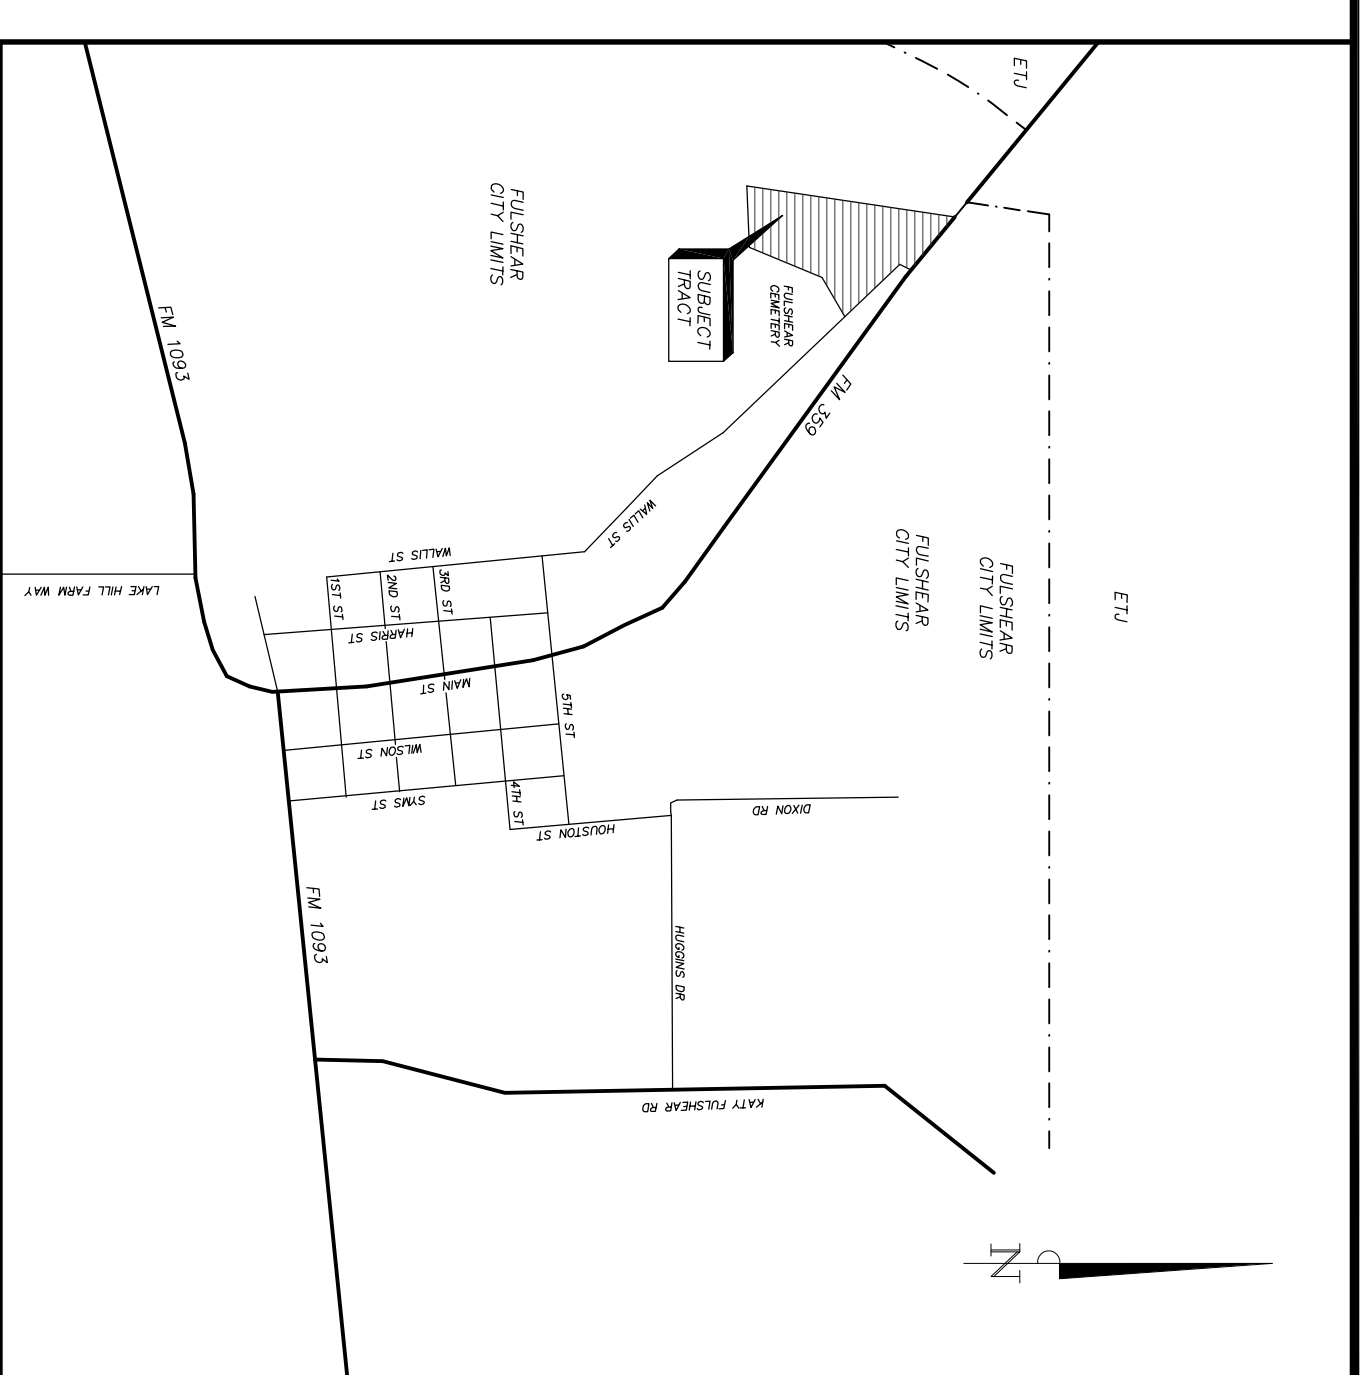 ETJ
FULSHEAR
CITY LIMITS
SUBJECT
TRACT
FULSHEAR
CEMETERY
FM 1093
FM 359
WALLIS ST
WALLIS ST
FULSHEAR
CITY LIMITS
FULSHEAR
CITY LIMITS
ETJ
LAKE HILL FARM WAY
1ST ST
2ND ST
3RD ST
HARRIS ST
MAIN ST
5TH ST
WILSON ST
SYMS ST
4TH ST
HOUSTON ST
DIXON RD
FM 1093
HUGGINS DR
KATY FULSHEAR RD
N